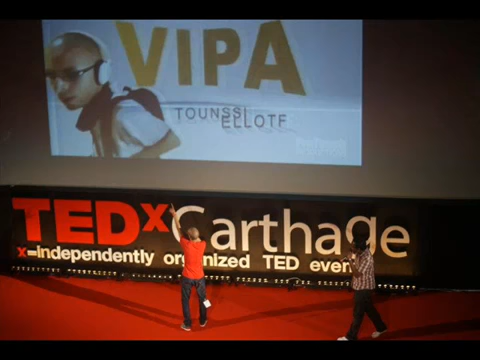 VIPA
TOUNSSI
ELLOTF
TEDxCarthage
x=independently organized TED event